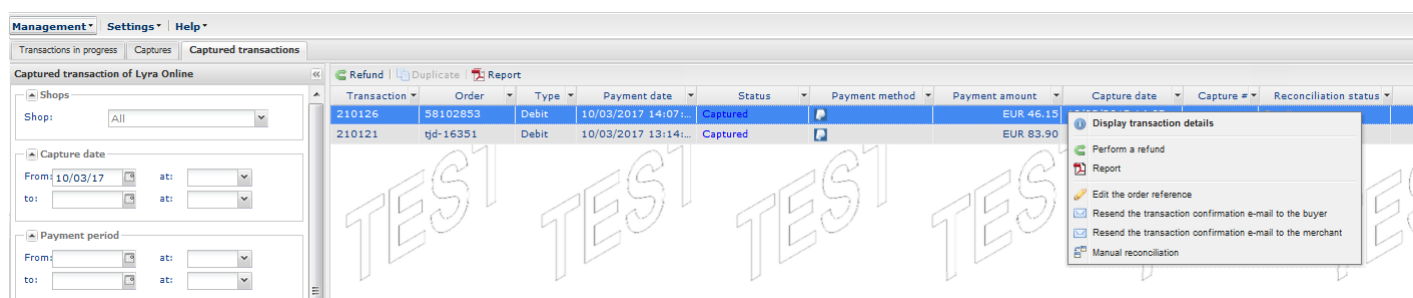 Management Settings Help
Transactions in progress Captures Captured transactions
Captured transaction of Lyra Online
Refund Duplicate Report
Shops
Shop: All
Capture date
From: 10/03/17 at:
to: at:
Payment period
From: at:
to: at:
Transaction Order Type Payment date Status Payment method Payment amount Capture date Capture # Reconciliation status
210126 58102853 Debit 10/03/2017 14:07:... Captured EUR 46.15
210121 tjd-16351 Debit 10/03/2017 13:14:... Captured EUR 83.90
Display transaction details
Perform a refund
Report
Edit the order reference
Resend the transaction confirmation e-mail to the buyer
Resend the transaction confirmation e-mail to the merchant
Manual reconciliation
TEST TEST TEST TEST